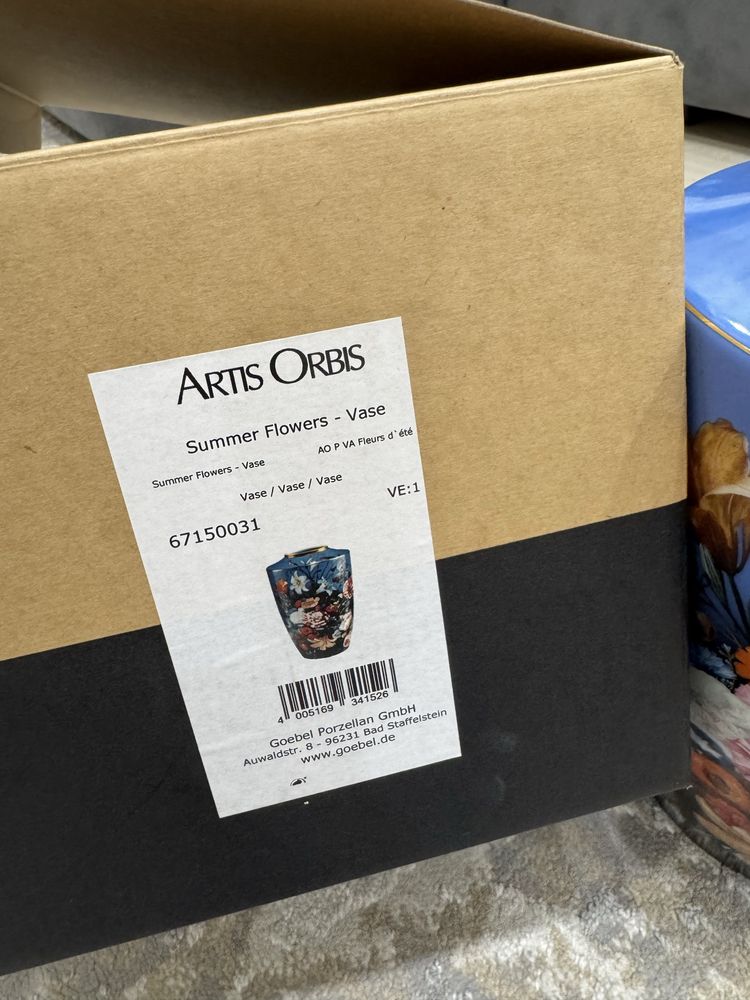 ARTIS ORBIS
Summer Flowers - Vase
Summer Flowers - Vase AO P VA Fleurs d`été
Vase / Vase / Vase
67150031 VE:1
4 005169 341526
Goebel Porzellan GmbH
Auwaldstr. 8 - 96231 Bad Staffelstein
www.goebel.de